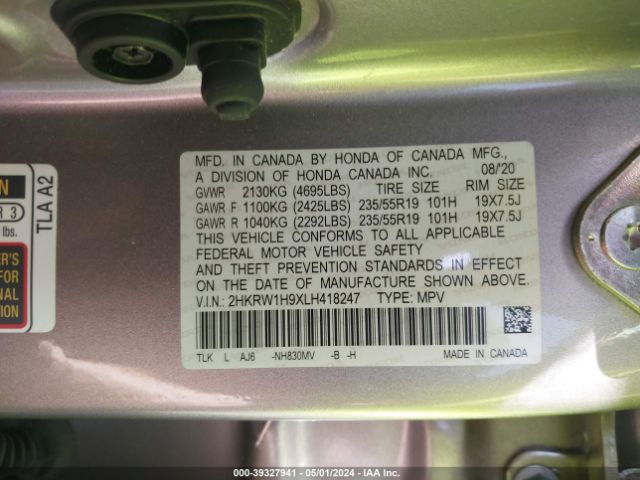 MFD. IN CANADA BY HONDA OF CANADA MFG.,
A DIVISION OF HONDA CANADA INC. 08/'20
GVWR 2130KG (4695LBS) TIRE SIZE RIM SIZE
GAWR F 1100KG (2425LBS) 235/55R19 101H 19X7.5J
GAWR R 1040KG (2292LBS) 235/55R19 101H 19X7.5J
THIS VEHICLE CONFORMS TO ALL APPLICABLE
FEDERAL MOTOR VEHICLE SAFETY
AND THEFT PREVENTION STANDARDS IN EFFECT
ON THE DATE OF MANUFACTURE SHOWN ABOVE.
V.I.N.: 2HKRW1H9XLH418247 TYPE: MPV
TLK L AJ6 -NH830MV -B -H MADE IN CANADA
TLA A2
R 3
lbs.
FOR
000-39327941 - 05/01/2024 - IAA Inc.